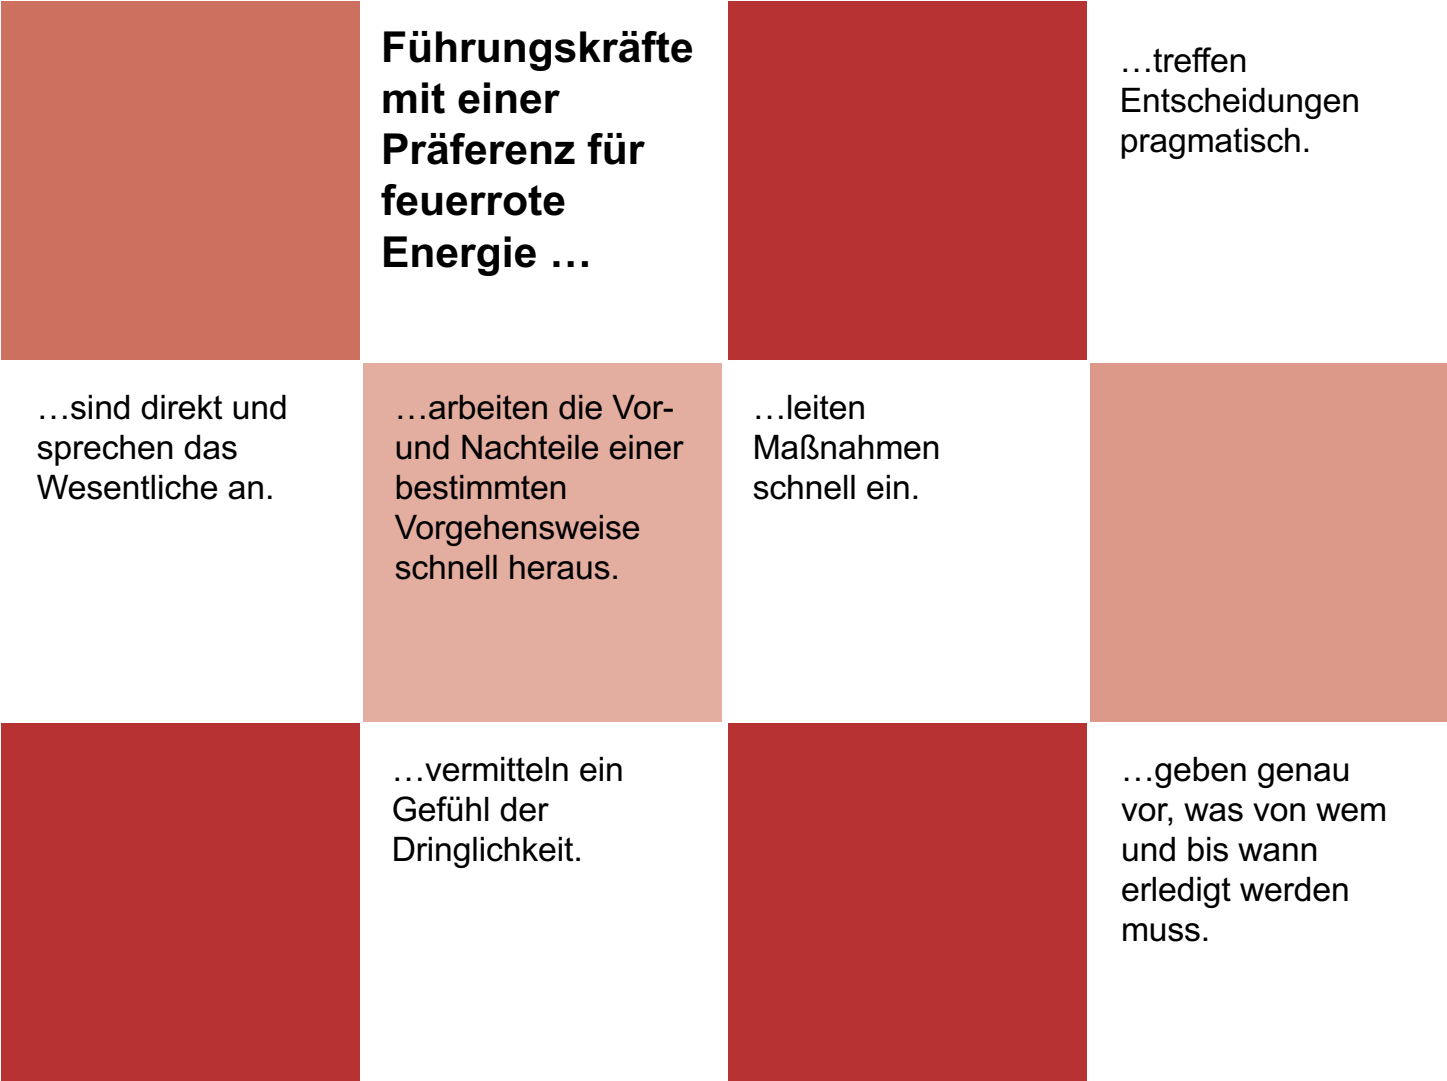 Führungskräfte
mit einer
Präferenz für
feuerrote
Energie …
…treffen
Entscheidungen
pragmatisch.
…sind direkt und
sprechen das
Wesentliche an.
…arbeiten die Vor-
und Nachteile einer
bestimmten
Vorgehensweise
schnell heraus.
…leiten
Maßnahmen
schnell ein.
…vermitteln ein
Gefühl der
Dringlichkeit.
…geben genau
vor, was von wem
und bis wann
erledigt werden
muss.